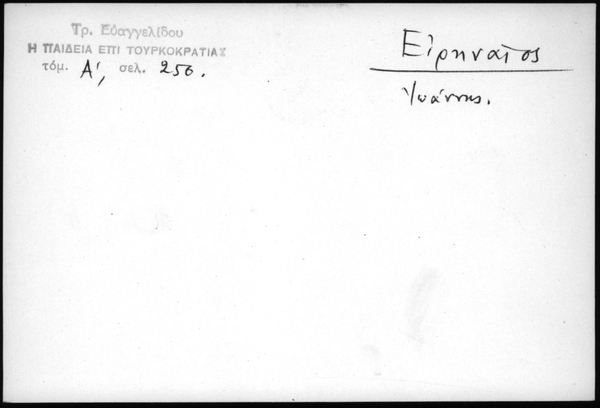 Τρ. Εὐαγγελίδου
Η ΠΑΙΔΕΙΑ ΕΠΙ ΤΟΥΡΚΟΚΡΑΤΙΑΣ
τόμ. Α', σελ. 250.
Εἰρηναῖος
Ἰωάννης.